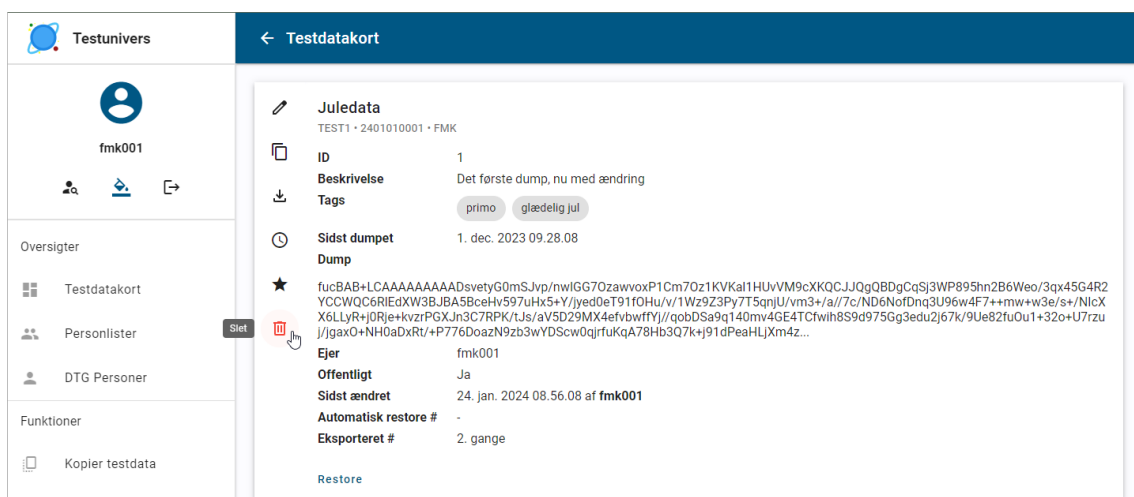 Testunivers
Testdatakort
fmk001
Juledata
TEST1 • 2401010001 • FMK
ID 1
Beskrivelse Det første dump, nu med ændring
Tags primo glædelig jul
Sidst dumpet 1. dec. 2023 09.28.08
Dump
fucBAB+LCAAAAAAAADsvetyG0mSJvp/nwIGG7OzawvoxP1Cm7Oz1KVKaI1HUvVM9cXKQCJJQgQBDgCqSj3WP895hn2B6Weo/3qx45G4R2
YCCWQC6RlEdXW3BJBA5BceHv597uHx5+Y/jyed0eT91fOHu/v/1Wz9Z3Py7T5qnjU/vm3+/a//7c/ND6NofDnq3U96w4F7++mw+w3e/s+/NIcX
X6LLyR+j0Rje+kvzrPGXJn3C7RPK/tJs/aV5D29MX4efvbwffYj//qobDSa9q140mv4GE4TCfwih8S9d975Gg3edu2j67k/9Ue82fuOu1+32o+U7rzu
j/jgaxO+NH0aDxRt/+P776DoazN9zb3wYDScw0qjrfuKqA78Hb3Q7k+j91dPeaHLjXm4z...
Ejer fmk001
Offentligt Ja
Sidst ændret 24. jan. 2024 08.56.08 af fmk001
Automatisk restore # -
Eksporteret # 2. gange
Restore
Slet
Oversigter
Testdatakort
Personlister
DTG Personer
Funktioner
Kopier testdata